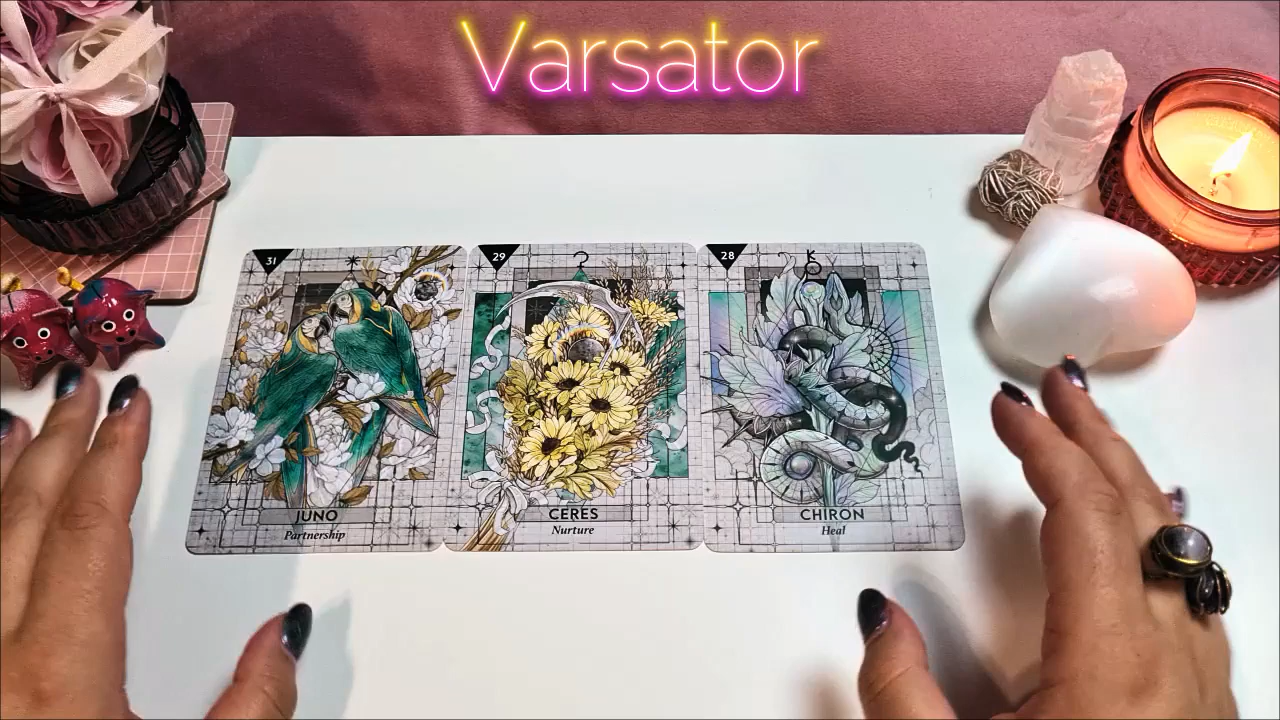 Varsator
31
29
28
JUNO
Partnership
CERES
Nurture
CHIRON
Heal